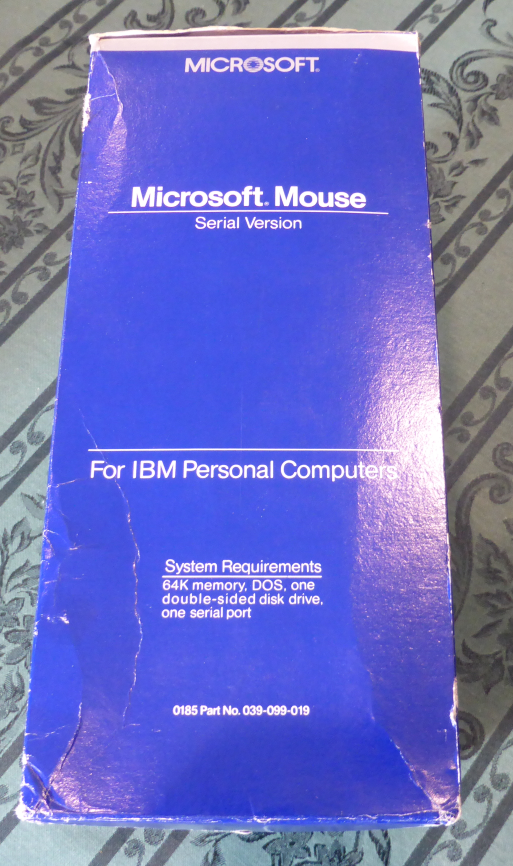 MICROSOFT®
Microsoft® Mouse
Serial Version
For IBM Personal Computers
System Requirements
64K memory, DOS, one
double-sided disk drive,
one serial port
0185 Part No. 039-099-019